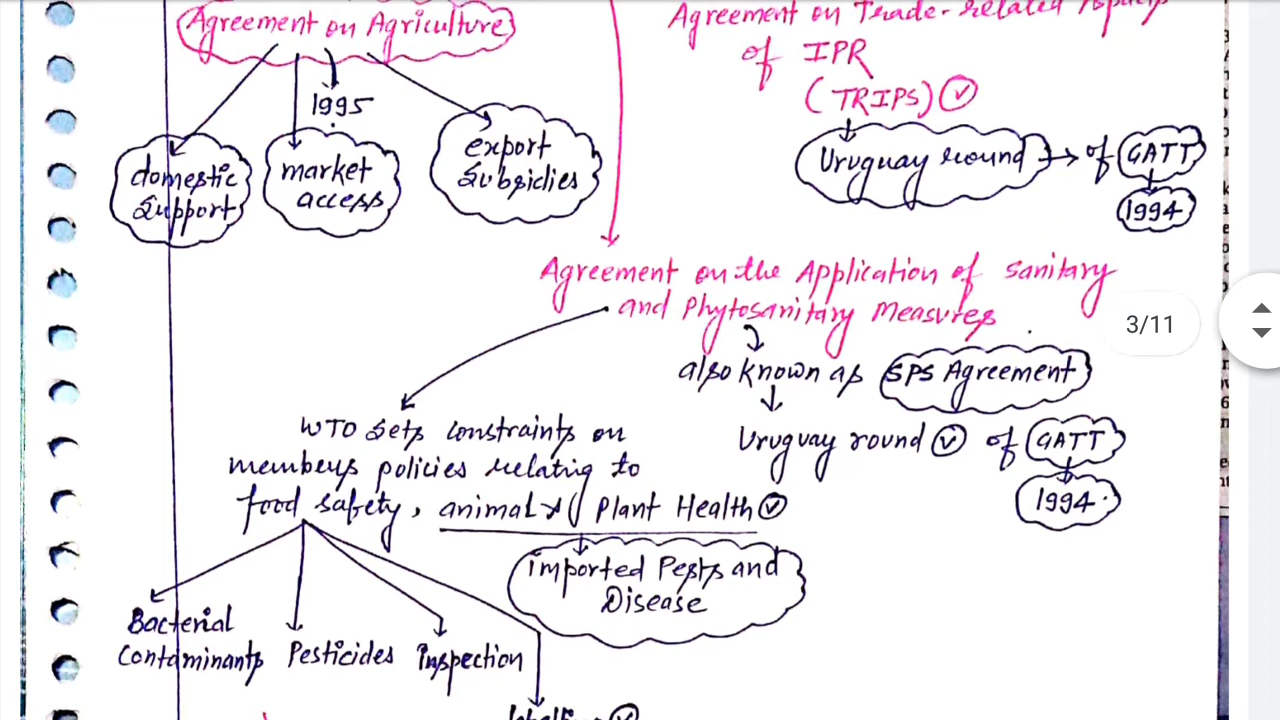 Agreement on Agriculture
1995
domestic
Support
market
access
export
Subsidies
Agreement on Trade-related
of IPR
(TRIPS)
Uruguay round
of GATT
1994
Agreement on the Application of Sanitary
and Phytosanitary Measures
also known as SPS Agreement
Uruguay round of GATT
1994
WTO Sets constraints on
members policies relating to
food safety, animal & Plant Health
imported Pests and
Disease
Bacterial
Contaminants
Pesticides
Inspection
3/11